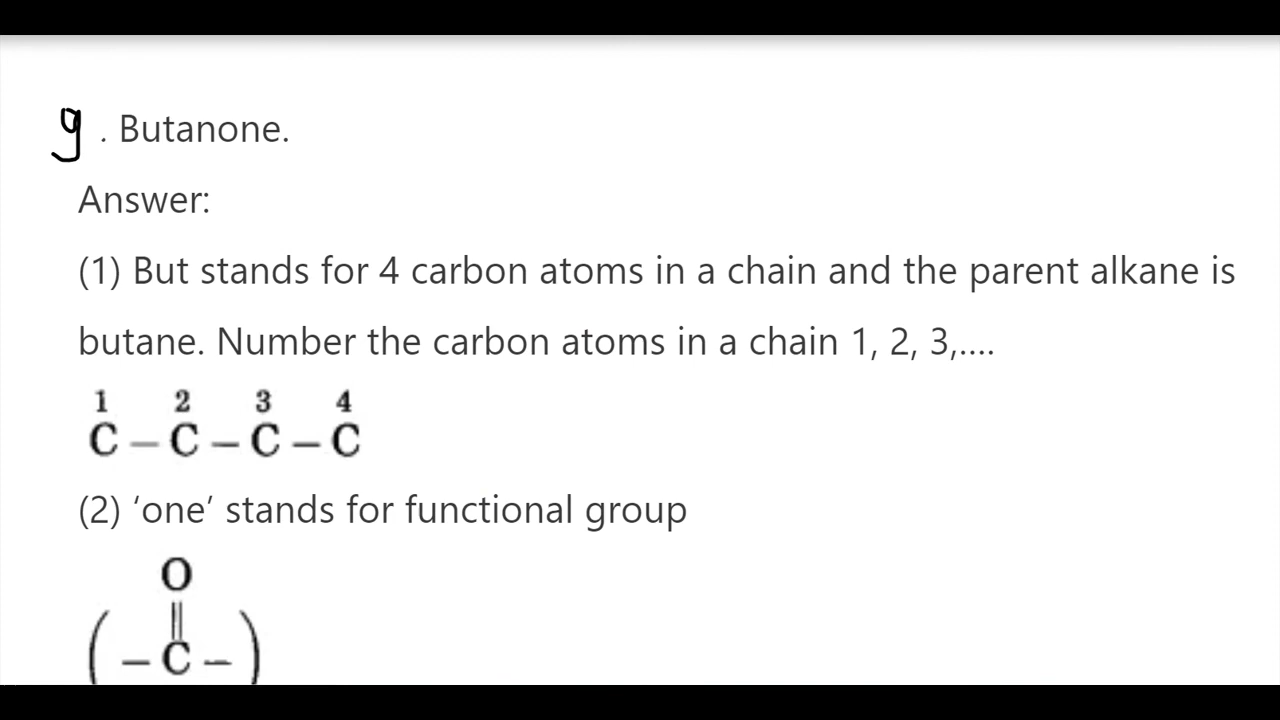 g . Butanone.
Answer:
(1) But stands for 4 carbon atoms in a chain and the parent alkane is
butane. Number the carbon atoms in a chain 1, 2, 3,....
1 2 3 4
C – C – C – C
(2) ‘one’ stands for functional group
O
||
( – C – )